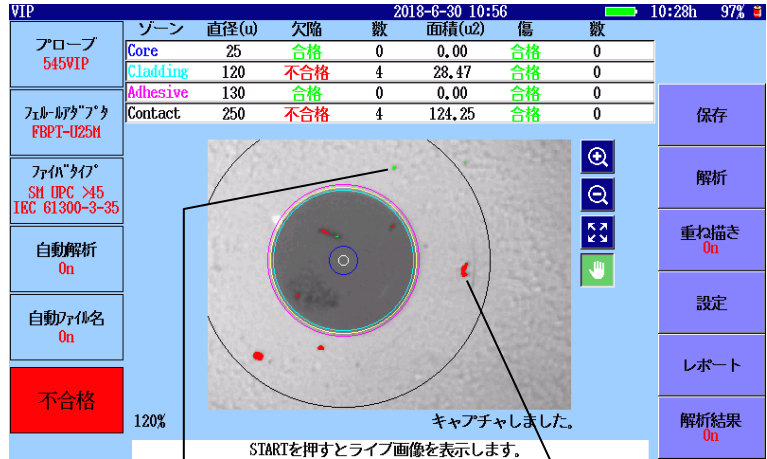 VIP 2018-6-30 10:56 10:28h 97%
ゾーン 直径(u) 欠陥 数 面積(u2) 傷 数
Core 25 合格 0 0.00 合格 0
Cladding 120 不合格 4 28.47 合格 0
Adhesive 130 合格 0 0.00 合格 0
Contact 250 不合格 4 124.25 合格 0
プローブ
545VIP
フェルールアダプタ
FBPT-U25M
ファイバタイプ
SM UPC >45
IEC 61300-3-35
自動解析
On
自動ファイル名
On
不合格
120%
キャプチャしました。
STARTを押すとライブ画像を表示します。
保存
解析
重ね描き
On
設定
レポート
解析結果
On